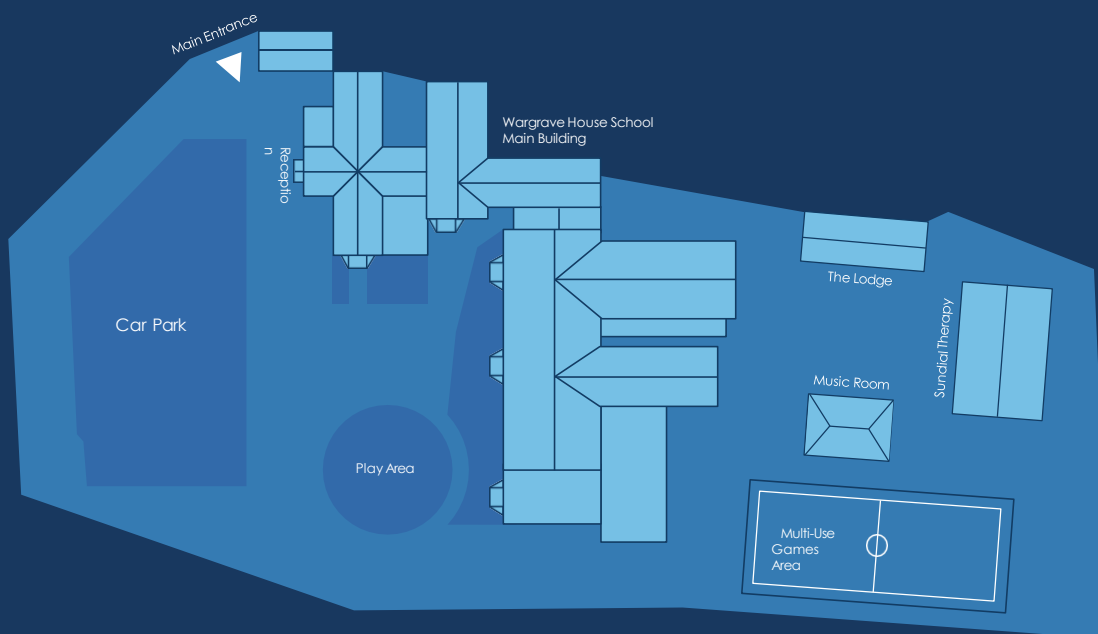 Main Entrance
Wargrave House School
Main Building
Receptio
n
The Lodge
Sundial Therapy
Car Park
Music Room
Play Area
Multi-Use
Games
Area